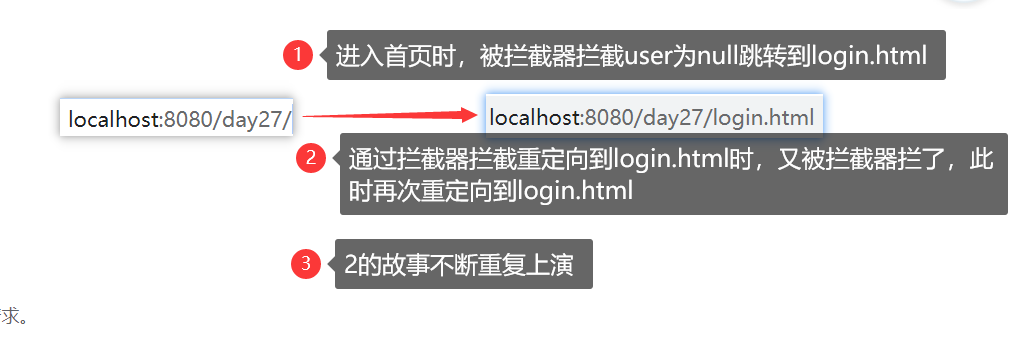 1 进入首页时，被拦截器拦截user为null跳转到login.html
localhost:8080/day27/
localhost:8080/day27/login.html
2 通过拦截器拦截重定向到login.html时，又被拦截器拦了，此
时再次重定向到login.html
3 2的故事不断重复上演
求。